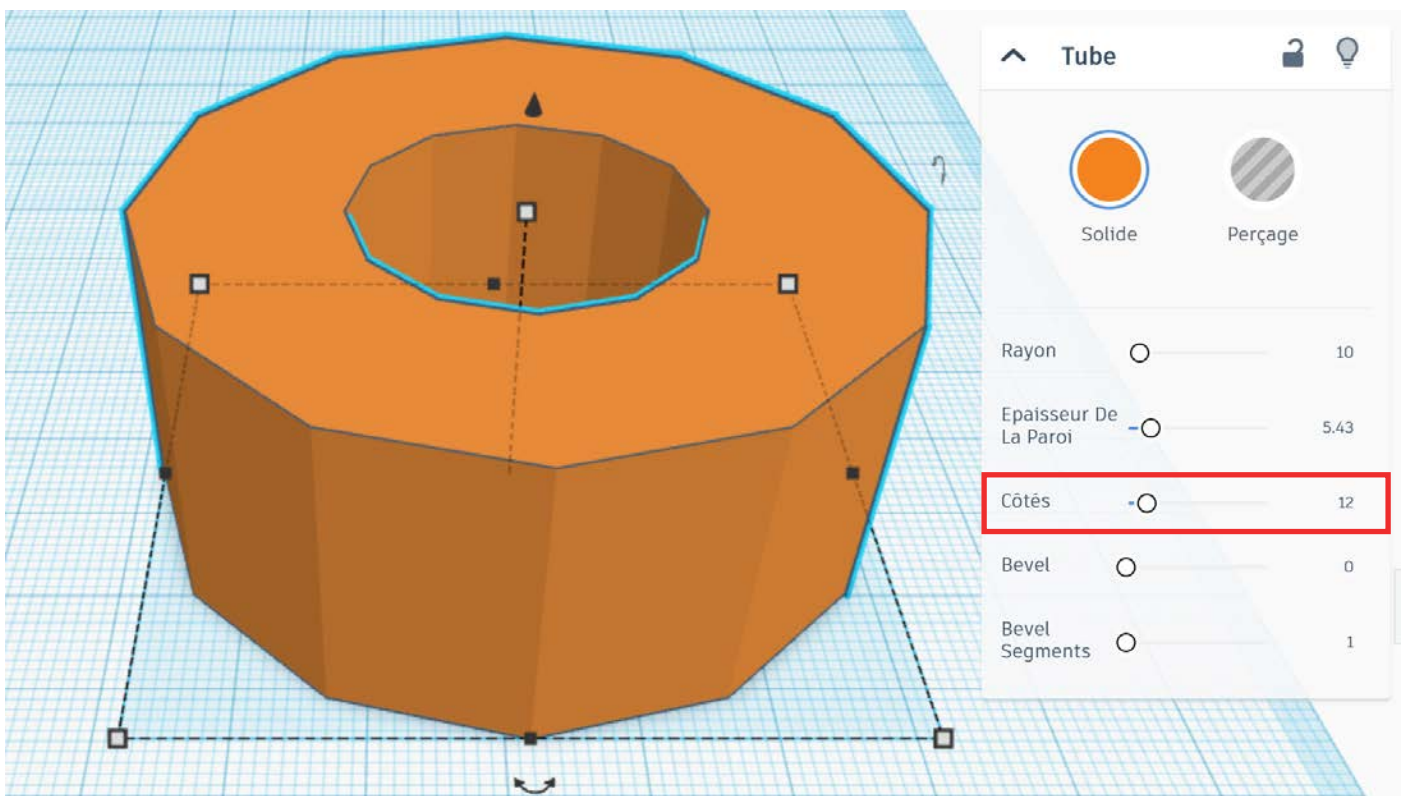 Tube
Solide
Perçage
Rayon 10
Epaisseur De
La Paroi 5.43
Côtés 12
Bevel 0
Bevel
Segments 1